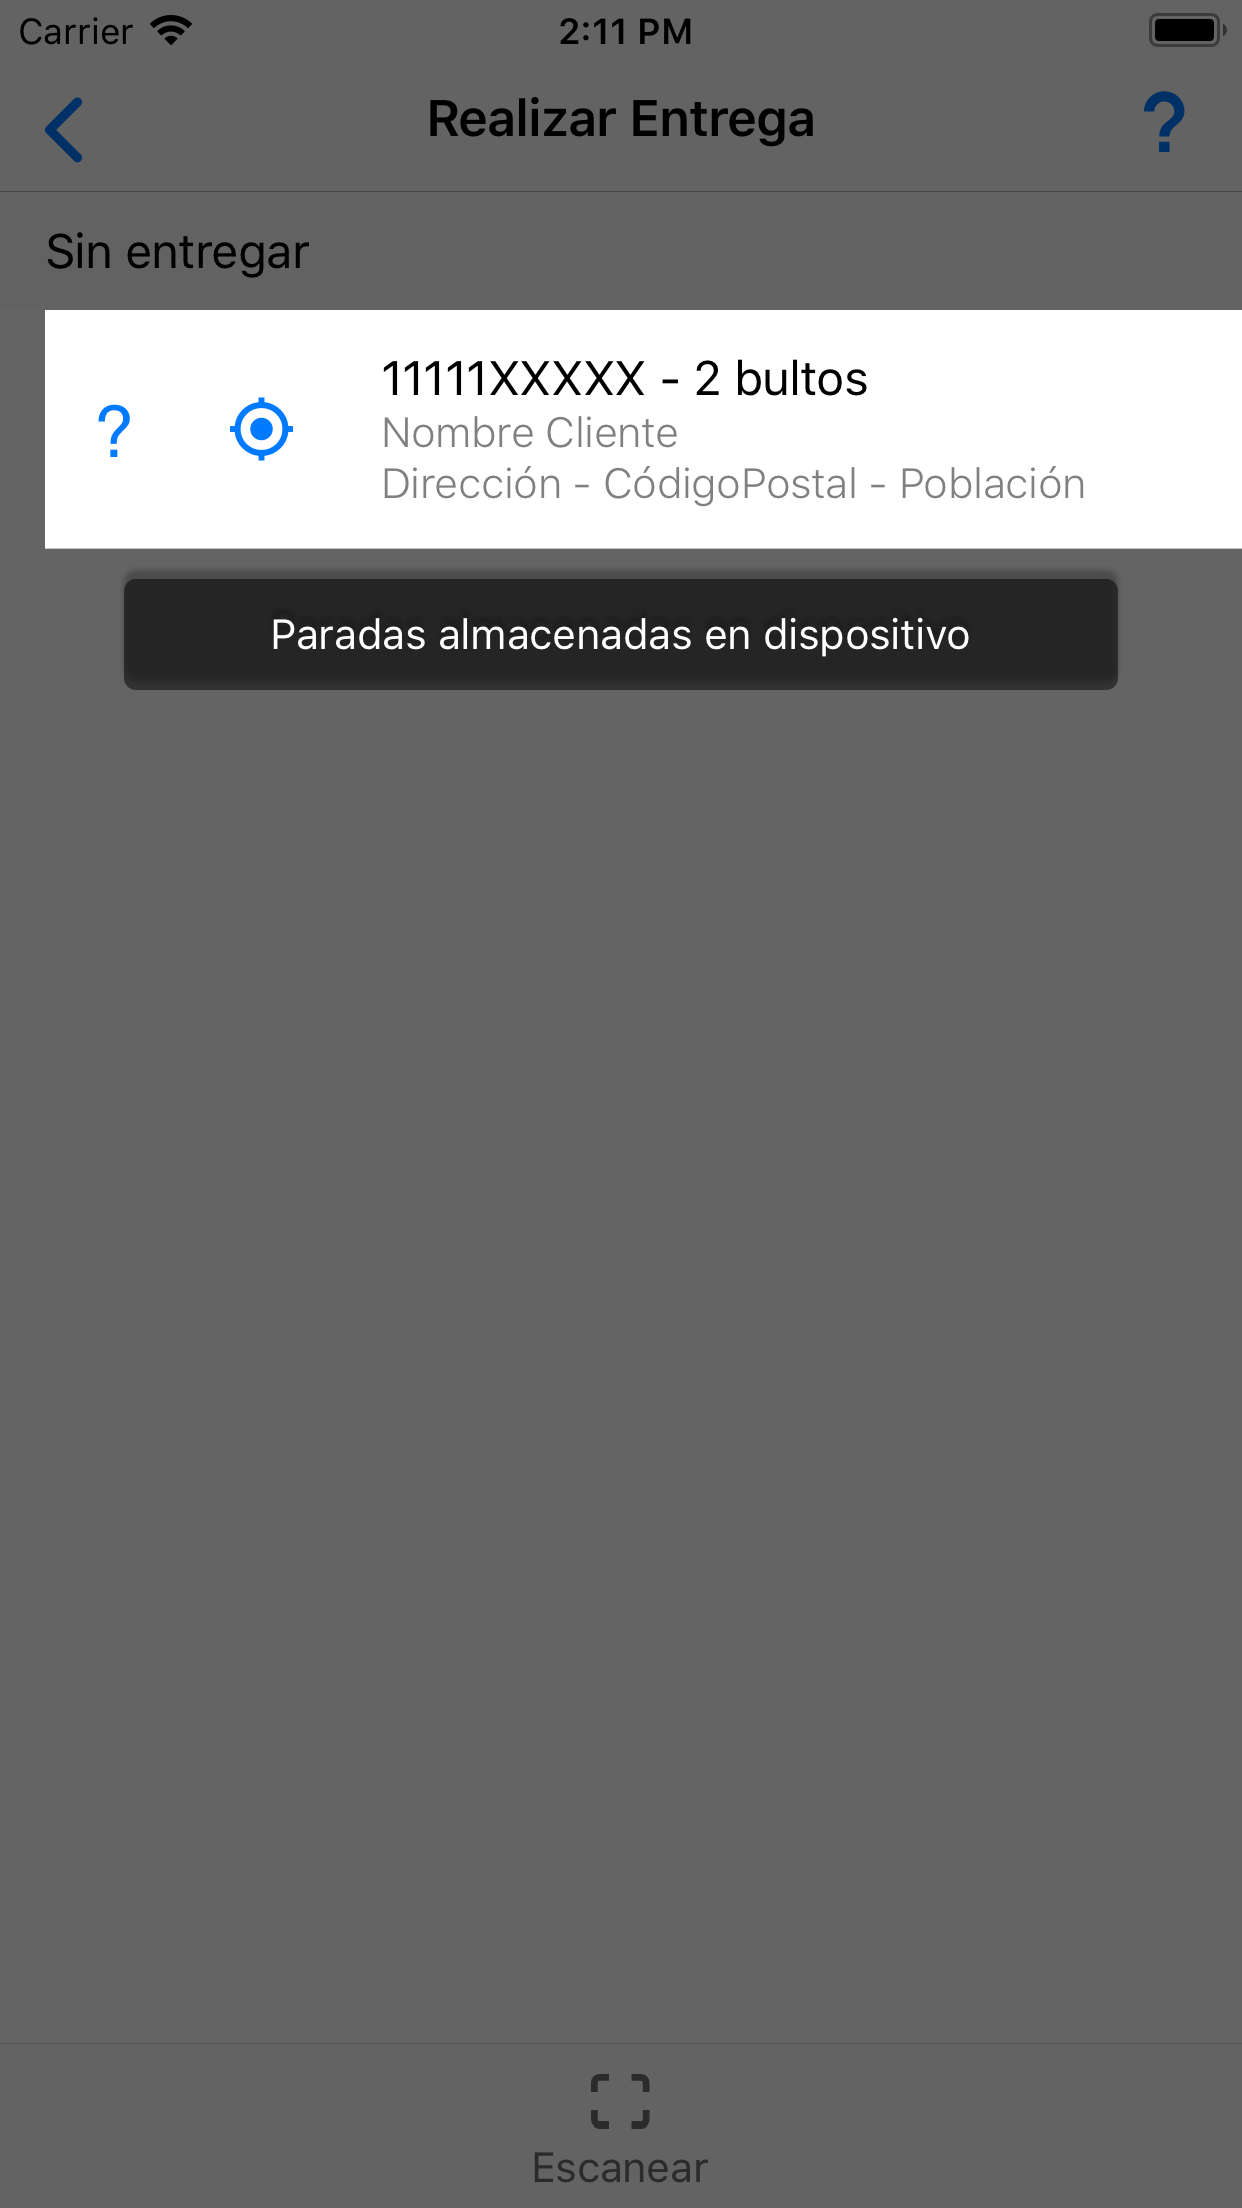 Carrier
2:11 PM
Realizar Entrega
?
Sin entregar
?
11111XXXXX - 2 bultos
Nombre Cliente
Dirección - CódigoPostal - Población
Paradas almacenadas en dispositivo
Escanear